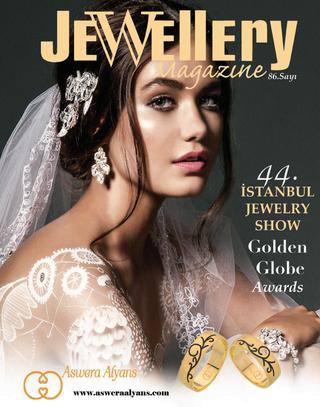 JeWellery
Magazine
86.Sayı
44.
İSTANBUL
JEWELRY
SHOW
Golden
Globe
Awards
Aswera Alyans
www.asweraalyans.com